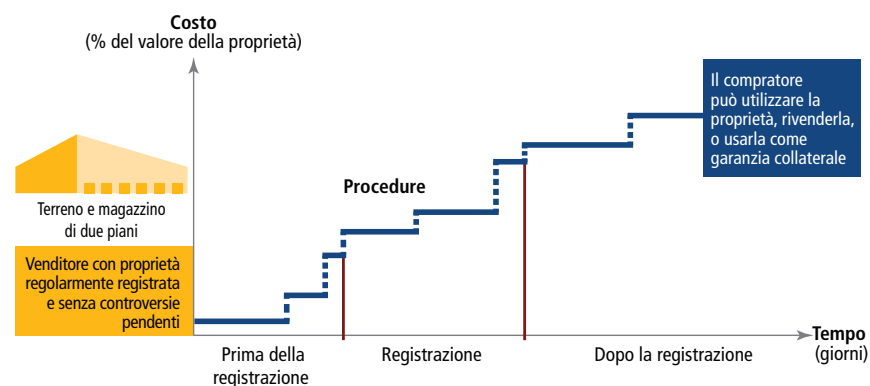 Costo
(% del valore della proprietà)
Il compratore
può utilizzare la
proprietà, rivenderla,
o usarla come
garanzia collaterale
Procedure
Terreno e magazzino
di due piani
Venditore con proprietà
regolarmente registrata
e senza controversie
pendenti
Tempo
(giorni)
Prima della
registrazione
Registrazione
Dopo la registrazione